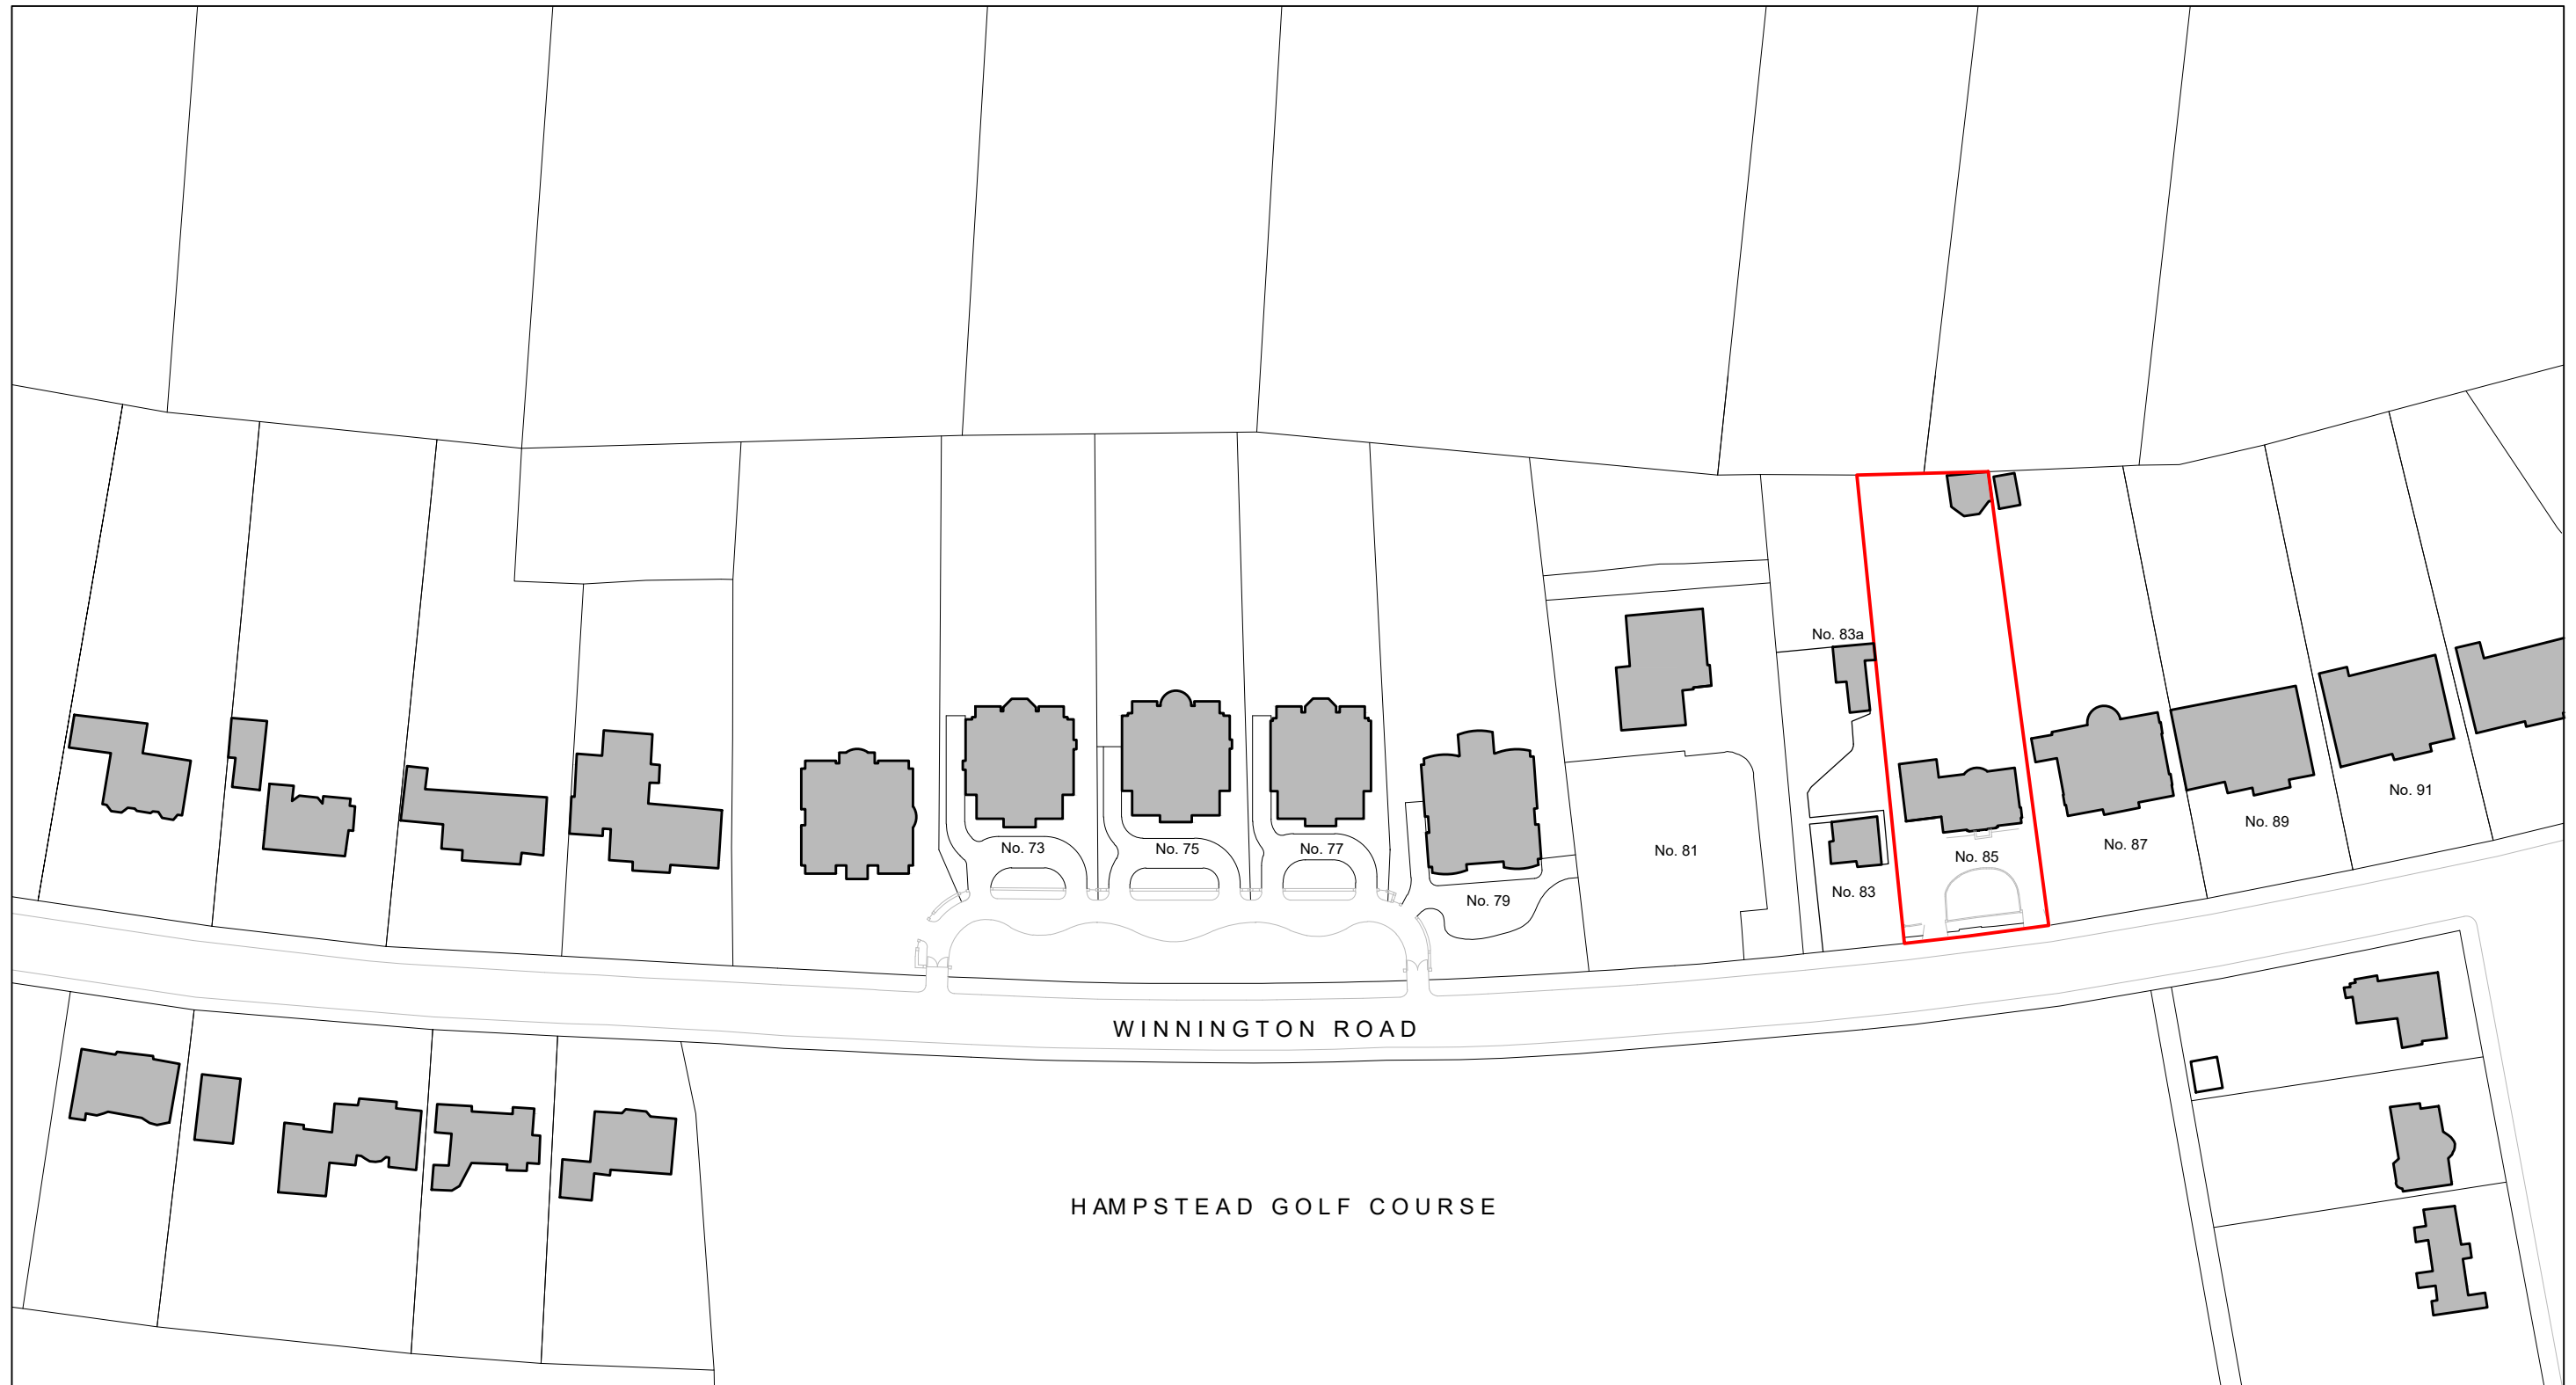 No. 83a
No. 73
No. 75
No. 77
No. 79
No. 81
No. 83
No. 85
No. 87
No. 89
No. 91
WINNINGTON ROAD
HAMPSTEAD GOLF COURSE